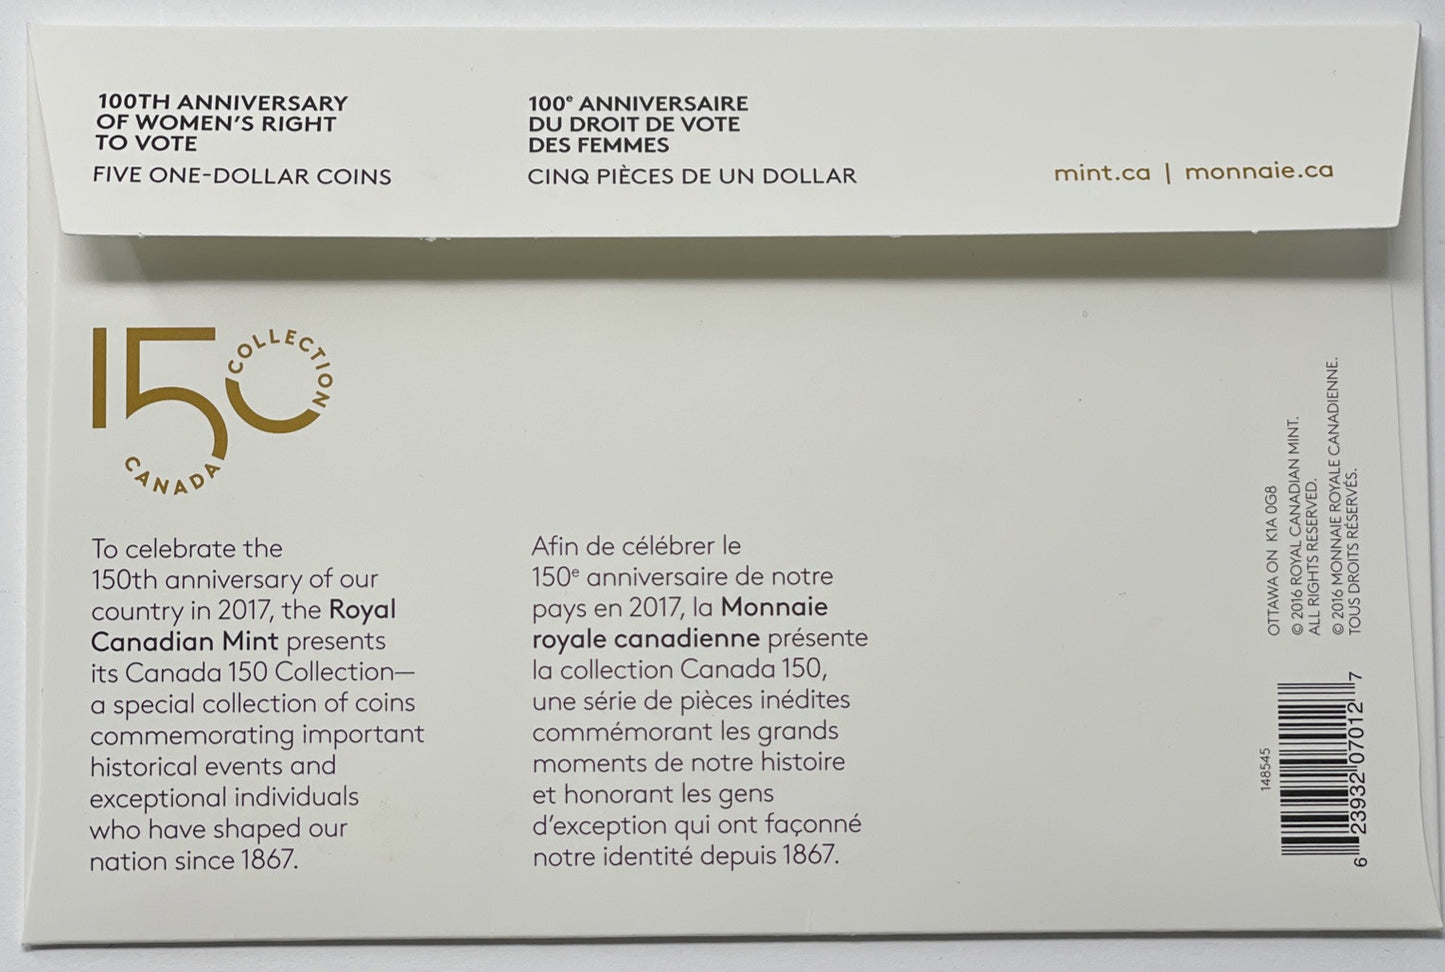 100TH ANNIVERSARY
OF WOMEN'S RIGHT
TO VOTE
FIVE ONE-DOLLAR COINS
100e ANNIVERSAIRE
DU DROIT DE VOTE
DES FEMMES
CINQ PIÈCES DE UN DOLLAR
mint.ca | monnaie.ca
150
COLLECTION
CANADA
To celebrate the
150th anniversary of our
country in 2017, the Royal
Canadian Mint presents
its Canada 150 Collection—
a special collection of coins
commemorating important
historical events and
exceptional individuals
who have shaped our
nation since 1867.
Afin de célébrer le
150e anniversaire de notre
pays en 2017, la Monnaie
royale canadienne présente
la collection Canada 150,
une série de pièces inédites
commémorant les grands
moments de notre histoire
et honorant les gens
d'exception qui ont façonné
notre identité depuis 1867.
OTTAWA ON K1A 0G8
© 2016 ROYAL CANADIAN MINT.
ALL RIGHTS RESERVED.
© 2016 MONNAIE ROYALE CANADIENNE.
TOUS DROITS RÉSERVÉS.
148545
6 23932 07012 7